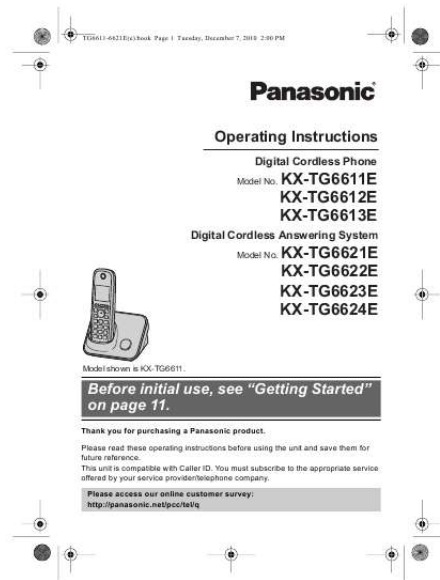 TG6611-6621E(e).book Page 1 Tuesday, December 7, 2010 2:00 PM
Panasonic®
Operating Instructions
Digital Cordless Phone
Model No. KX-TG6611E
KX-TG6612E
KX-TG6613E
Digital Cordless Answering System
Model No. KX-TG6621E
KX-TG6622E
KX-TG6623E
KX-TG6624E
Model shown is KX-TG6611.
Before initial use, see “Getting Started”
on page 11.
Thank you for purchasing a Panasonic product.
Please read these operating instructions before using the unit and save them for
future reference.
This unit is compatible with Caller ID. You must subscribe to the appropriate service
offered by your service provider/telephone company.
Please access our online customer survey:
http://panasonic.net/pcc/tel/q